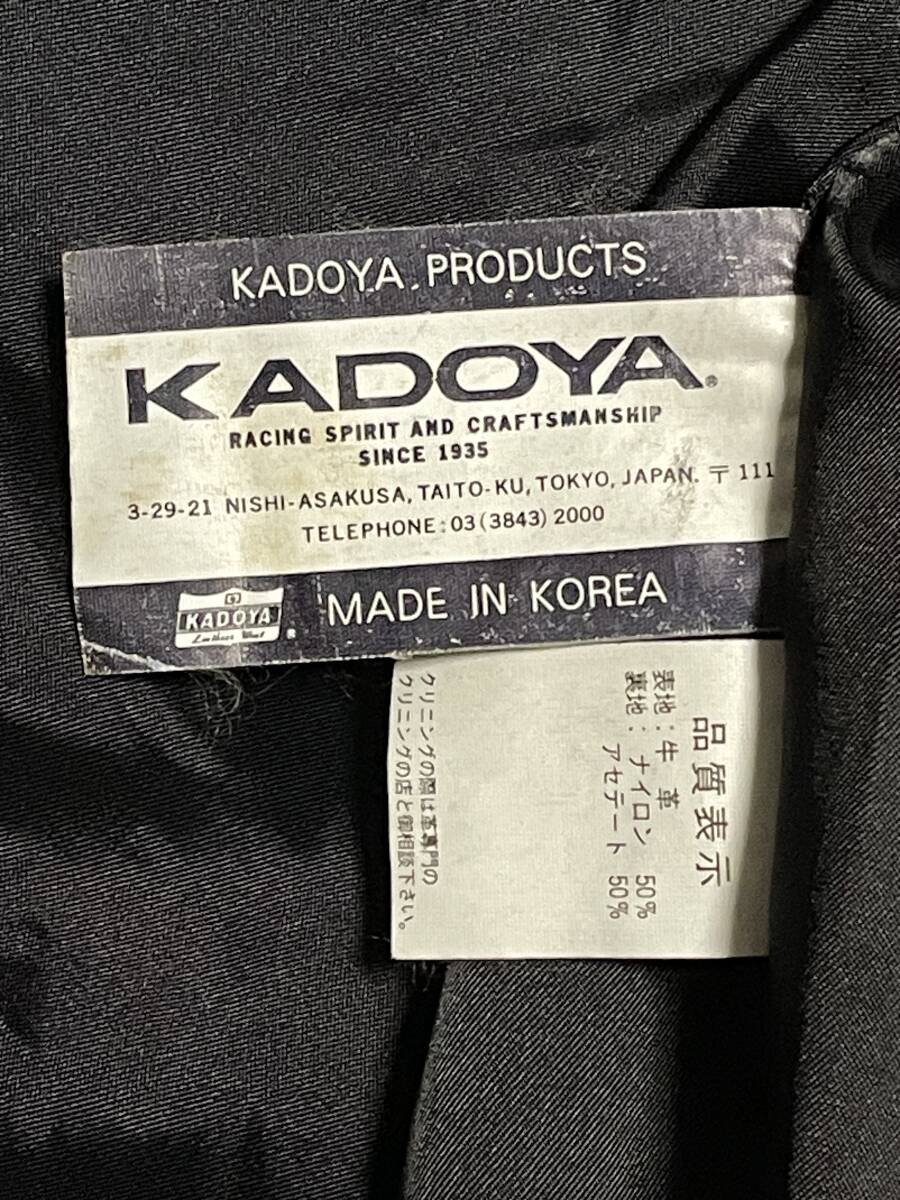 KADOYA PRODUCTS
KADOYA®
RACING SPIRIT AND CRAFTSMANSHIP
SINCE 1935
3-29-21 NISHI-ASAKUSA, TAITO-KU, TOKYO, JAPAN. 〒111
TELEPHONE: 03 (3843) 2000
KADOYA
®
MADE IN KOREA
品質表示
表地：牛 革
裏地：ナイロン 50%
アセテート 50%
クリニングの際は革専門の
クリニングの店と御相談下さい。